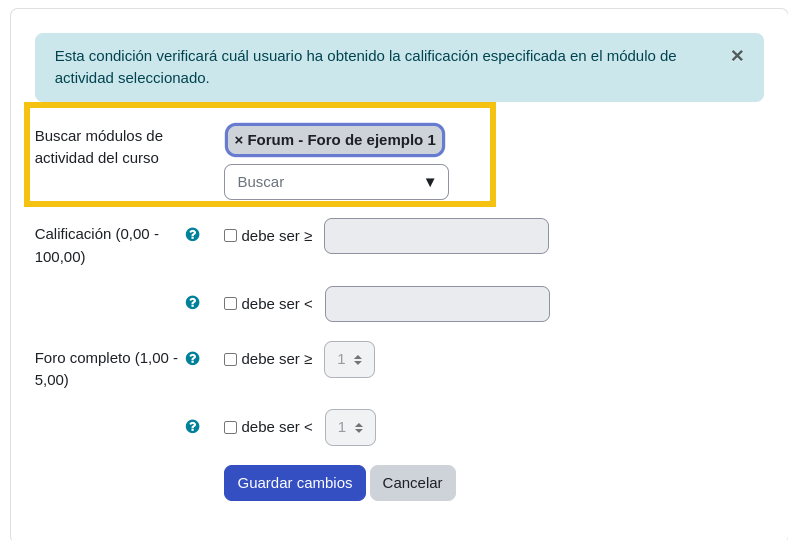 Esta condición verificará cuál usuario ha obtenido la calificación especificada en el módulo de
actividad seleccionado.
×
Buscar módulos de
actividad del curso
× Forum - Foro de ejemplo 1
Buscar ▼
Calificación (0,00 -
100,00)
? debe ser ≥
? debe ser <
Foro completo (1,00 -
5,00)
? debe ser ≥ 1
? debe ser < 1
Guardar cambios Cancelar